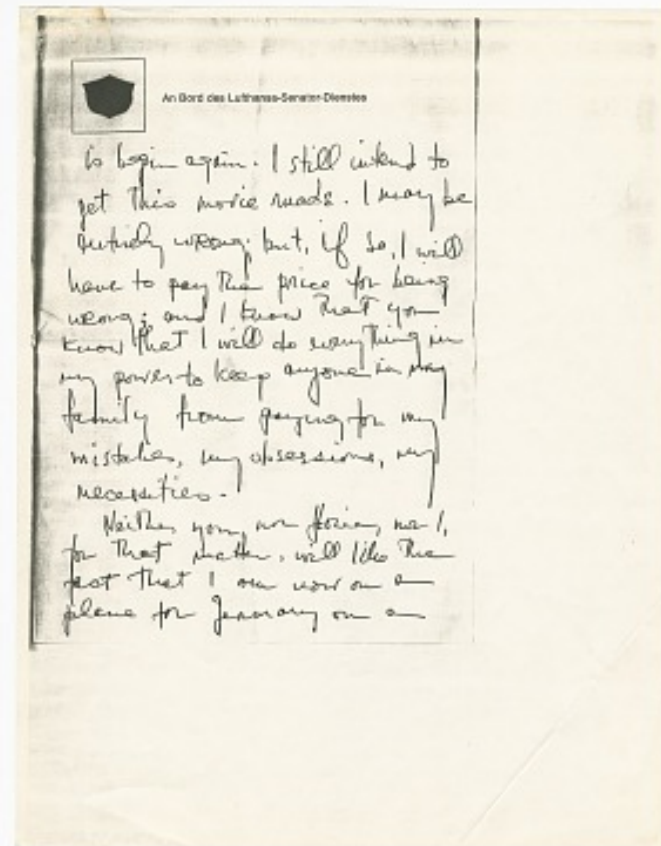 An Bord des Lufthansa-Senator-Dienstes
to begin again. I still intend to
get this movie made. I may be
entirely wrong; but, if so, I will
have to pay the price for being
wrong; and I know that you
know that I will do everything in
my power to keep anyone in my
family from paying for my
mistakes, my obsessions, my
necessities.
Neither you, nor Gloria, nor I,
for that matter, will like the
fact that I am now on a
plane for Germany on a